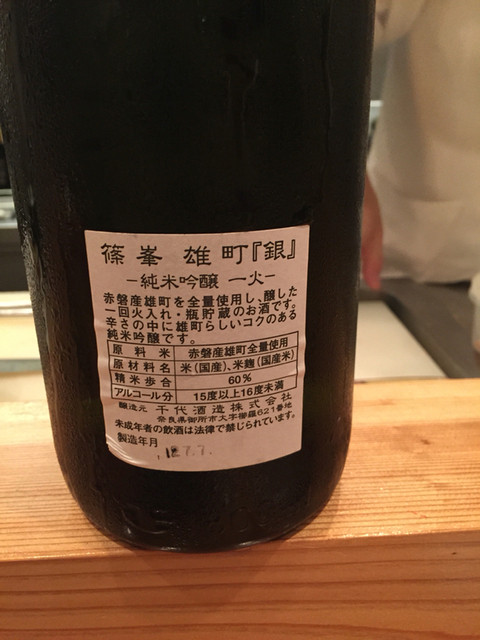 篠峯 雄町『銀』
−純米吟醸 一火−
赤磐産雄町を全量使用し、醸した
一回火入れ・瓶貯蔵のお酒です。
辛さの中に雄町らしいコクのある
純米吟醸です。
原料米 赤磐産雄町全量使用
原材料名 米(国産)、米麹(国産米)
精米歩合 60%
アルコール分 15度以上16度未満
醸造元 千代酒造株式会社
奈良県御所市大字櫛羅621番地
未成年者の飲酒は法律で禁じられています。
製造年月